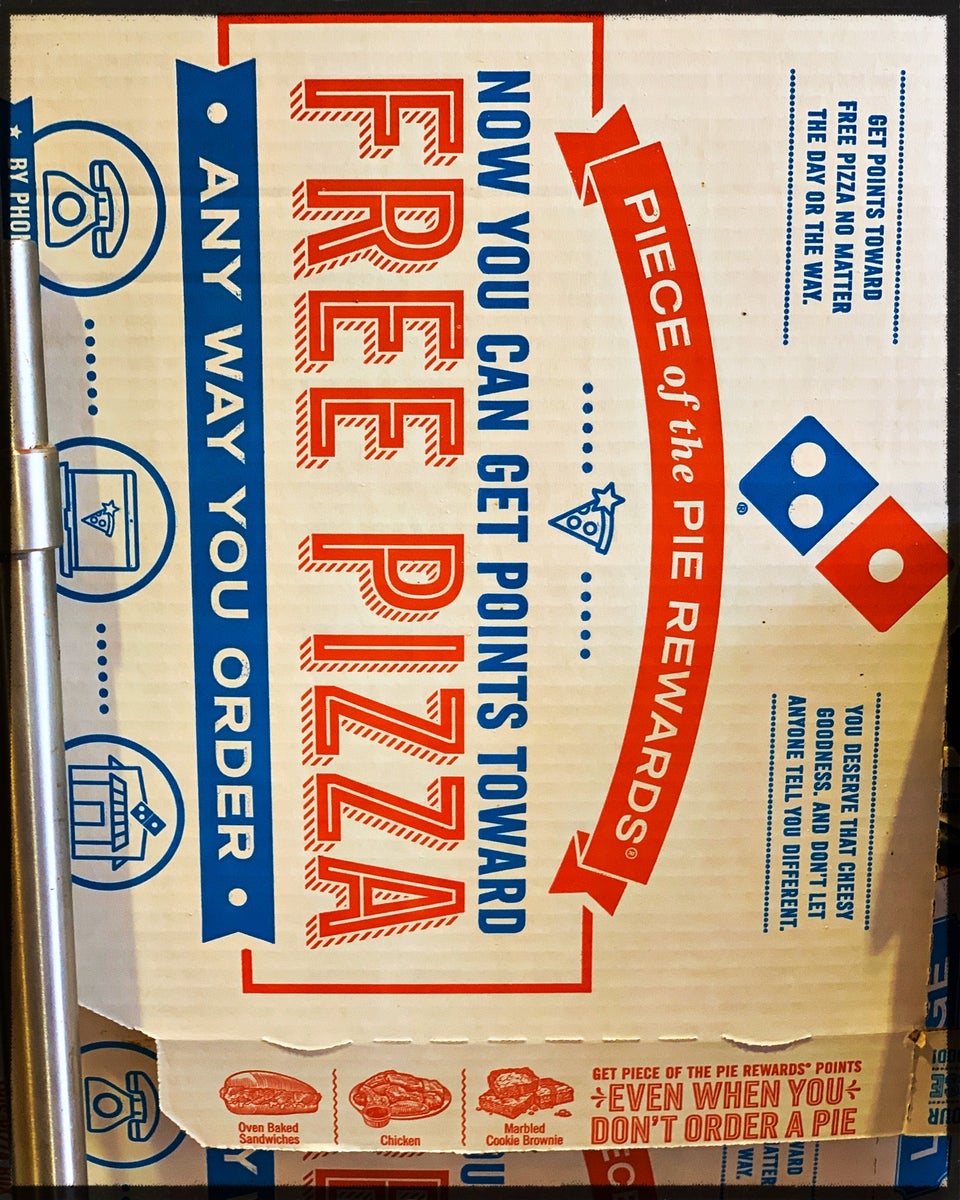 GET POINTS TOWARD
FREE PIZZA NO MATTER
THE DAY OR THE WAY.
YOU DESERVE THAT CHEESY
GOODNESS. AND DON'T LET
ANYONE TELL YOU DIFFERENT.
®
PIECE of the PIE REWARDS®
NOW YOU CAN GET POINTS TOWARD
FREE PIZZA
ANY WAY YOU ORDER
BY PHO
GET PIECE OF THE PIE REWARDS® POINTS
EVEN WHEN YOU
DON'T ORDER A PIE
Oven Baked
Sandwiches
Chicken
Marbled
Cookie Brownie